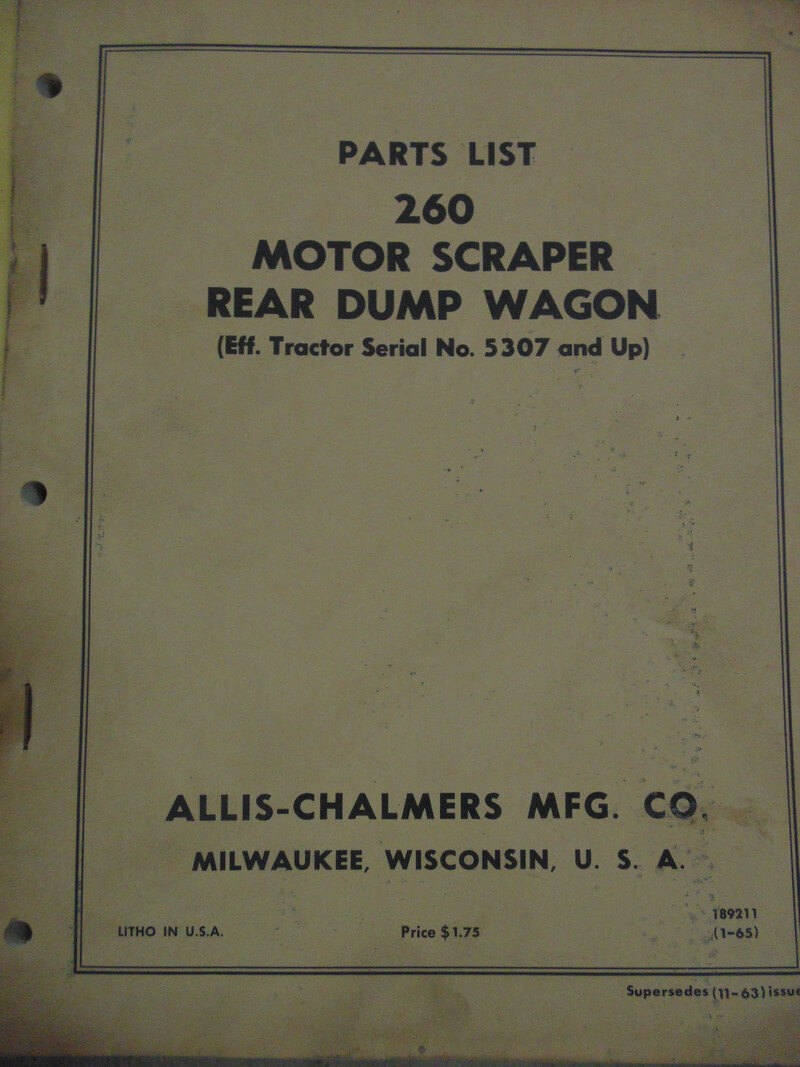 PARTS LIST
260
MOTOR SCRAPER
REAR DUMP WAGON
(Eff. Tractor Serial No. 5307 and Up)
ALLIS-CHALMERS MFG. CO.
MILWAUKEE, WISCONSIN, U. S. A.
LITHO IN U.S.A.
Price $1.75
189211
(1-65)
Supersedes (11-63) issue